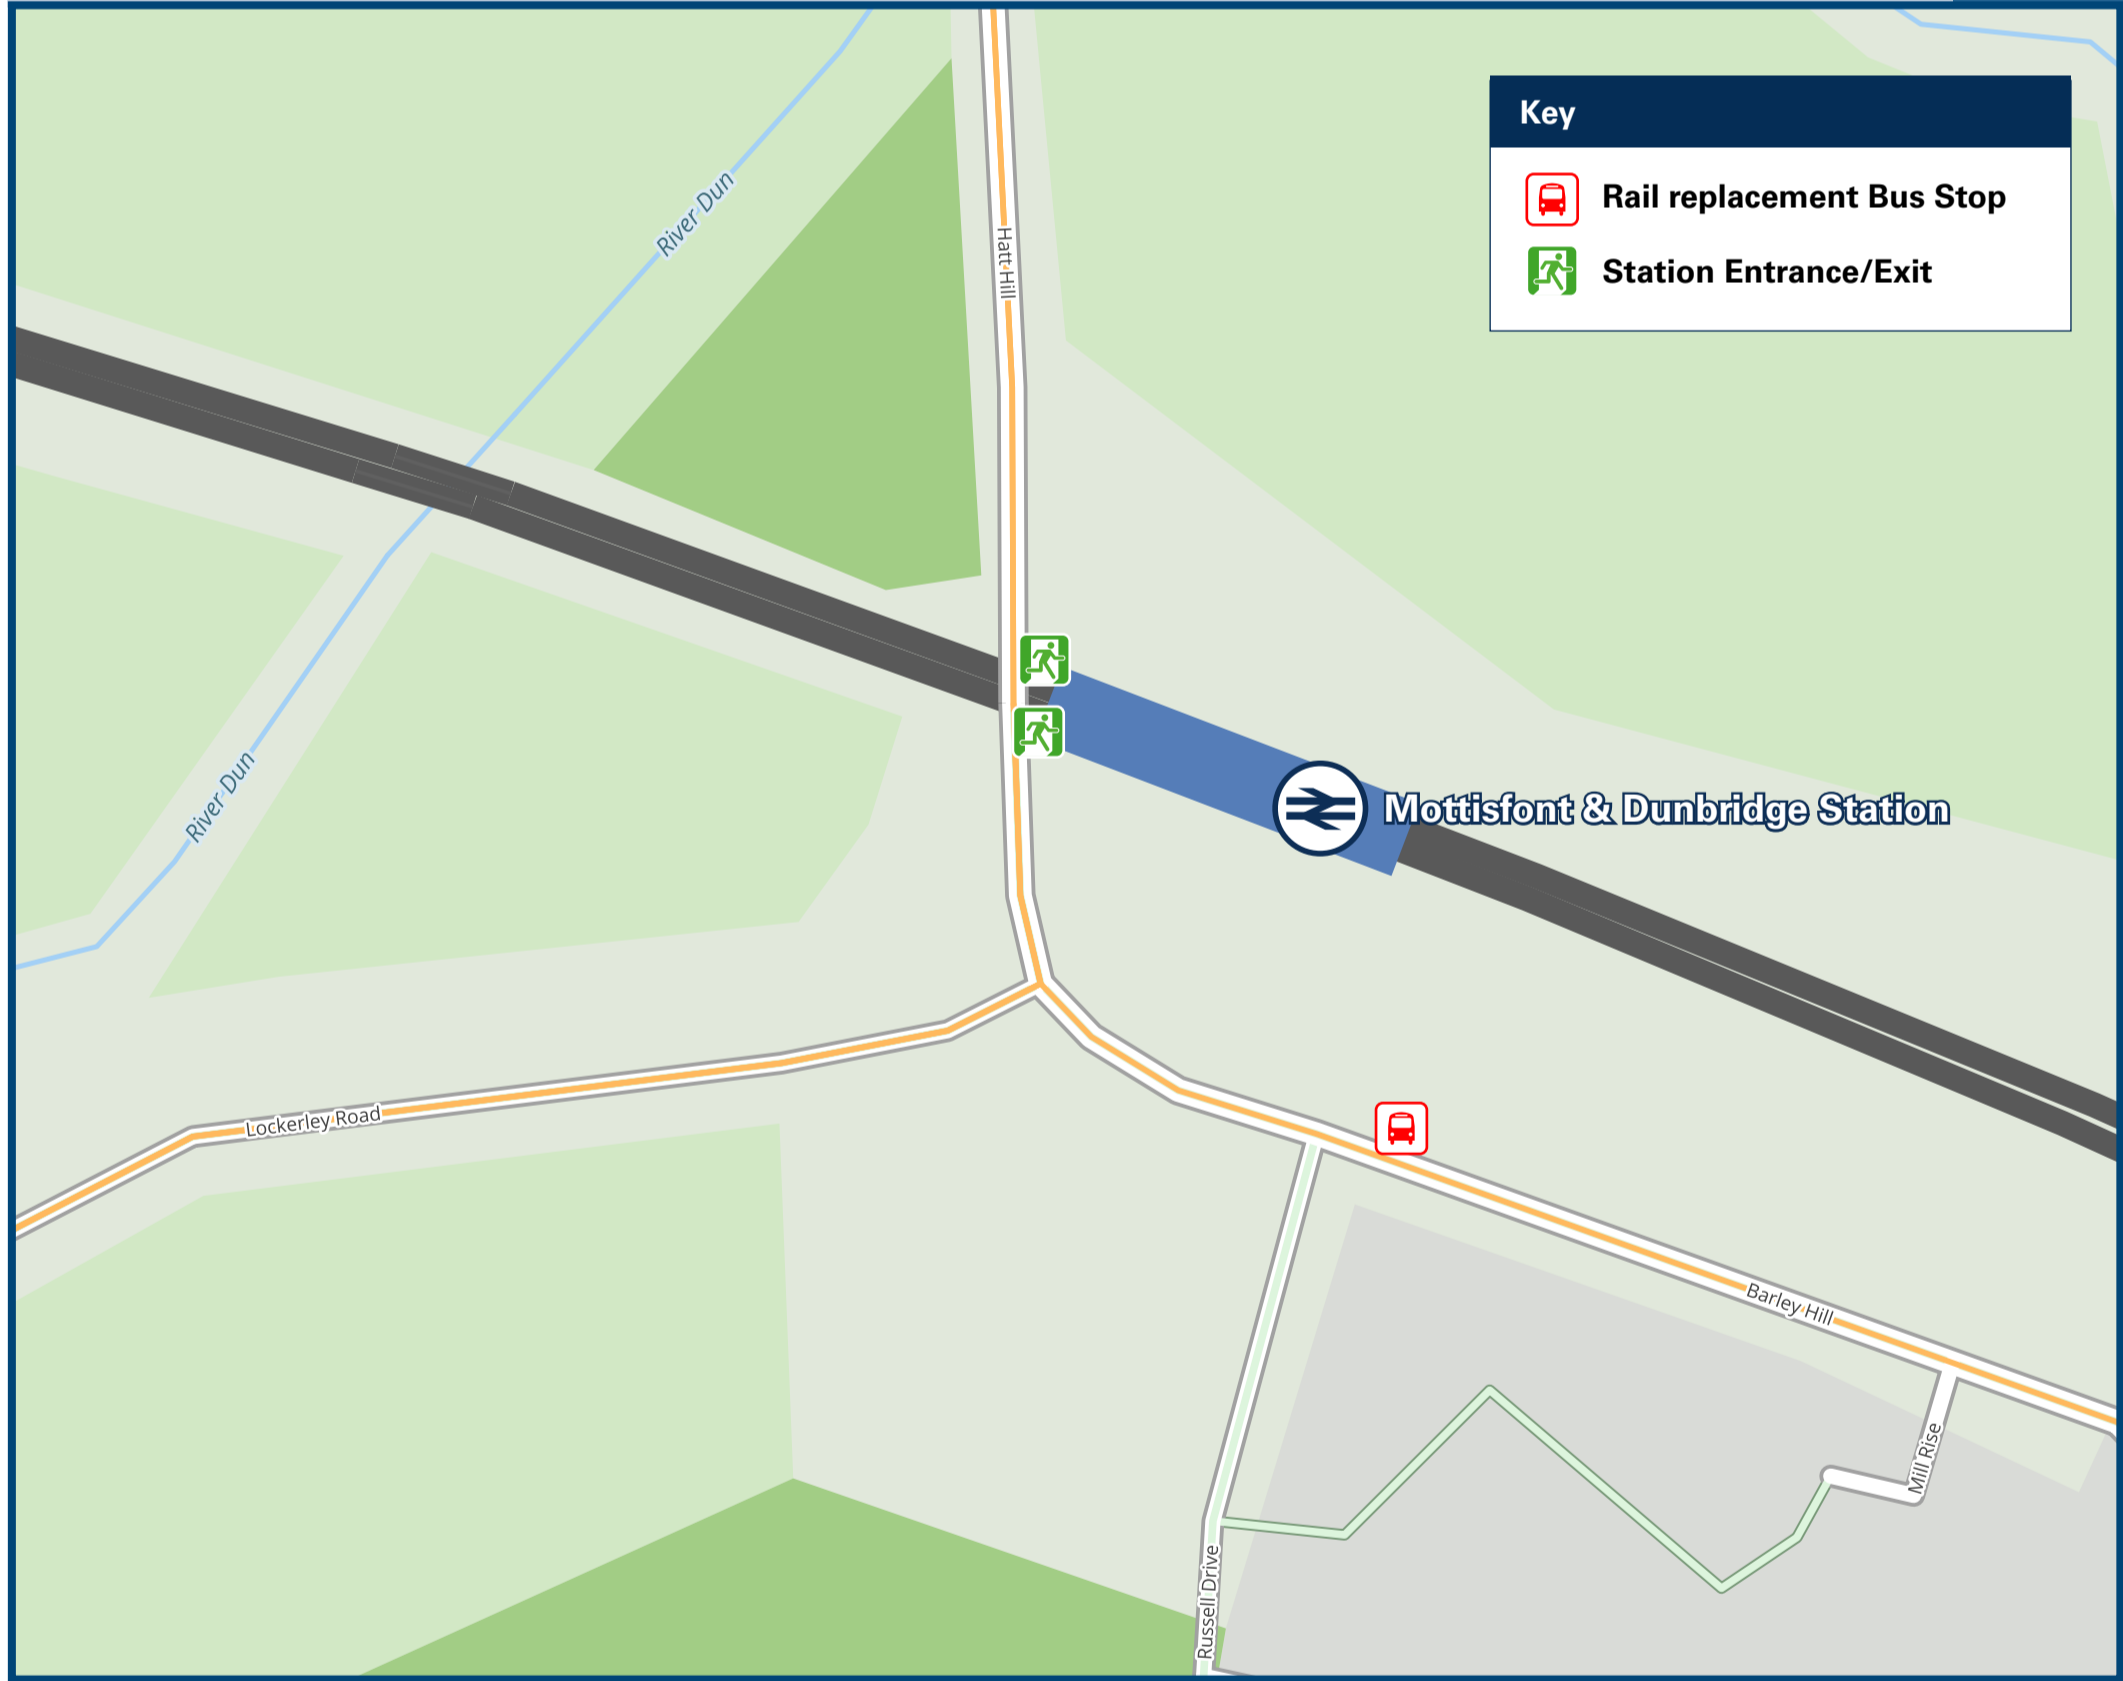 Key
Rail replacement Bus Stop
Station Entrance/Exit
River Dun
Hatt Hill
River Dun
Mottisfont & Dunbridge Station
Lockerley Road
Barley Hill
Mill Rise
Russell Drive